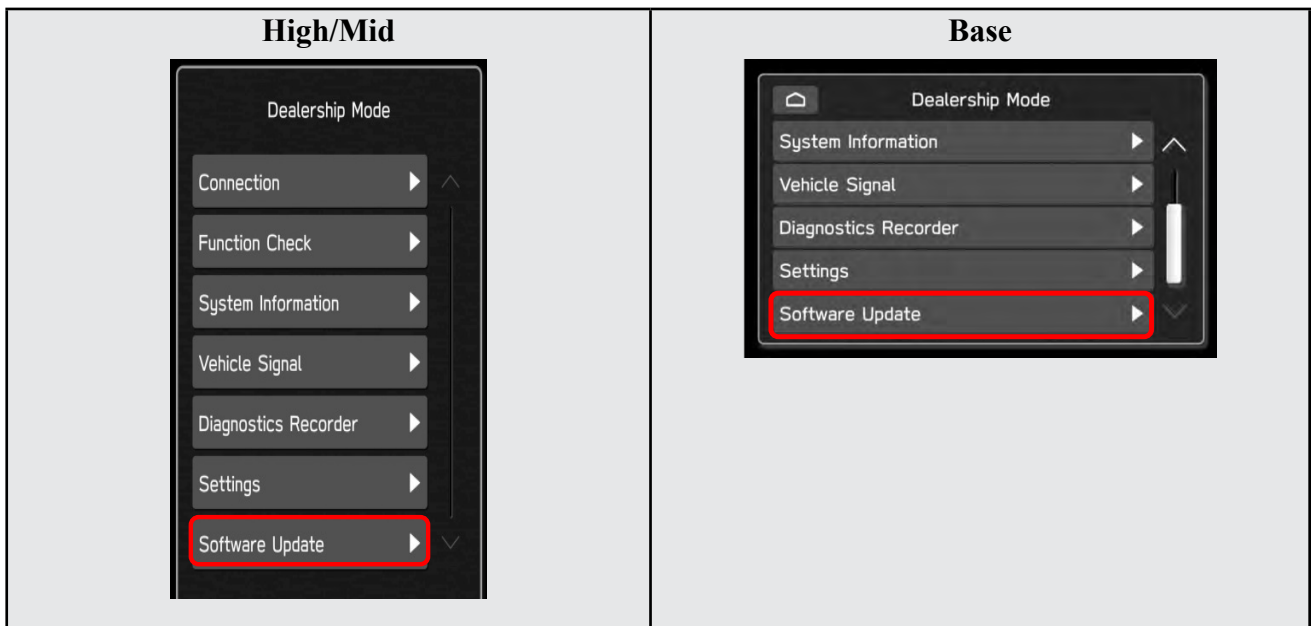 High/Mid
Dealership Mode
Connection
Function Check
System Information
Vehicle Signal
Diagnostics Recorder
Settings
Software Update
Base
Dealership Mode
System Information
Vehicle Signal
Diagnostics Recorder
Settings
Software Update